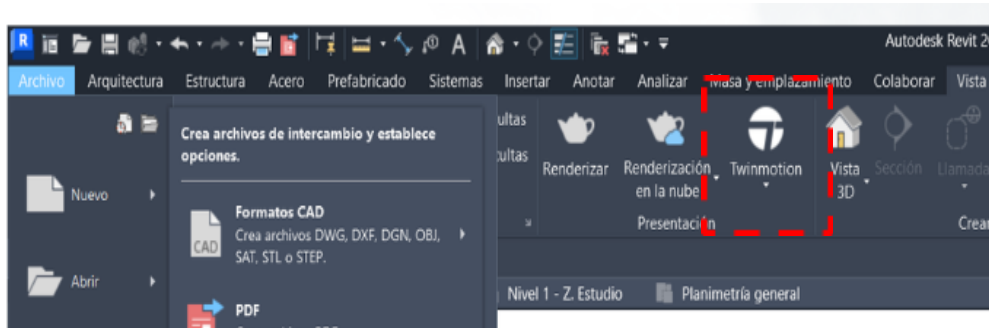 R
A
Autodesk Revit 20
Archivo Arquitectura Estructura Acero Prefabricado Sistemas Insertar Anotar Analizar Masa y emplazamiento Colaborar Vista
Nuevo
Abrir
Crea archivos de intercambio y establece
opciones.
CAD
Formatos CAD
Crea archivos DWG, DXF, DGN, OBJ,
SAT, STL o STEP.
PDF
ultas
cultas
Renderizar
Renderización
en la nube
Twinmotion
Vista
3D
Sección
Llamada
Presentación
Crear
Nivel 1 - Z. Estudio
Planimetría general